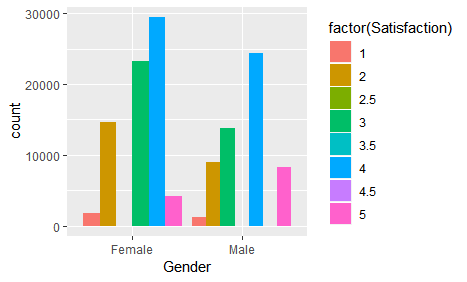 30000
20000
10000
0
count
Female
Male
Gender
factor(Satisfaction)
1
2
2.5
3
3.5
4
4.5
5